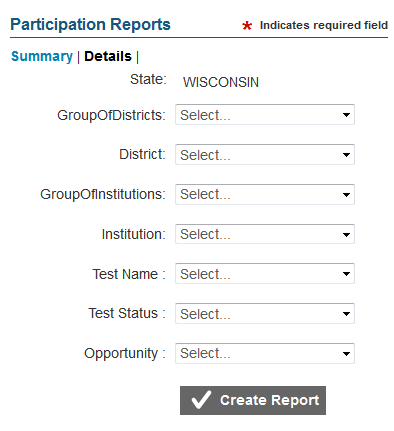 Participation Reports * Indicates required field
Summary | Details |
State: WISCONSIN
GroupOfDistricts: Select...
District: Select...
GroupOfInstitutions: Select...
Institution: Select...
Test Name : Select...
Test Status : Select...
Opportunity : Select...
Create Report